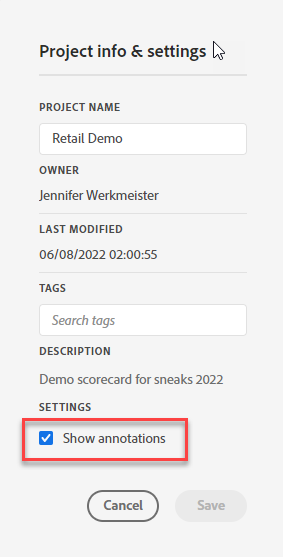 Project info & settings
PROJECT NAME
Retail Demo
OWNER
Jennifer Werkmeister
LAST MODIFIED
06/08/2022 02:00:55
TAGS
Search tags
DESCRIPTION
Demo scorecard for sneaks 2022
SETTINGS
Show annotations
Cancel
Save